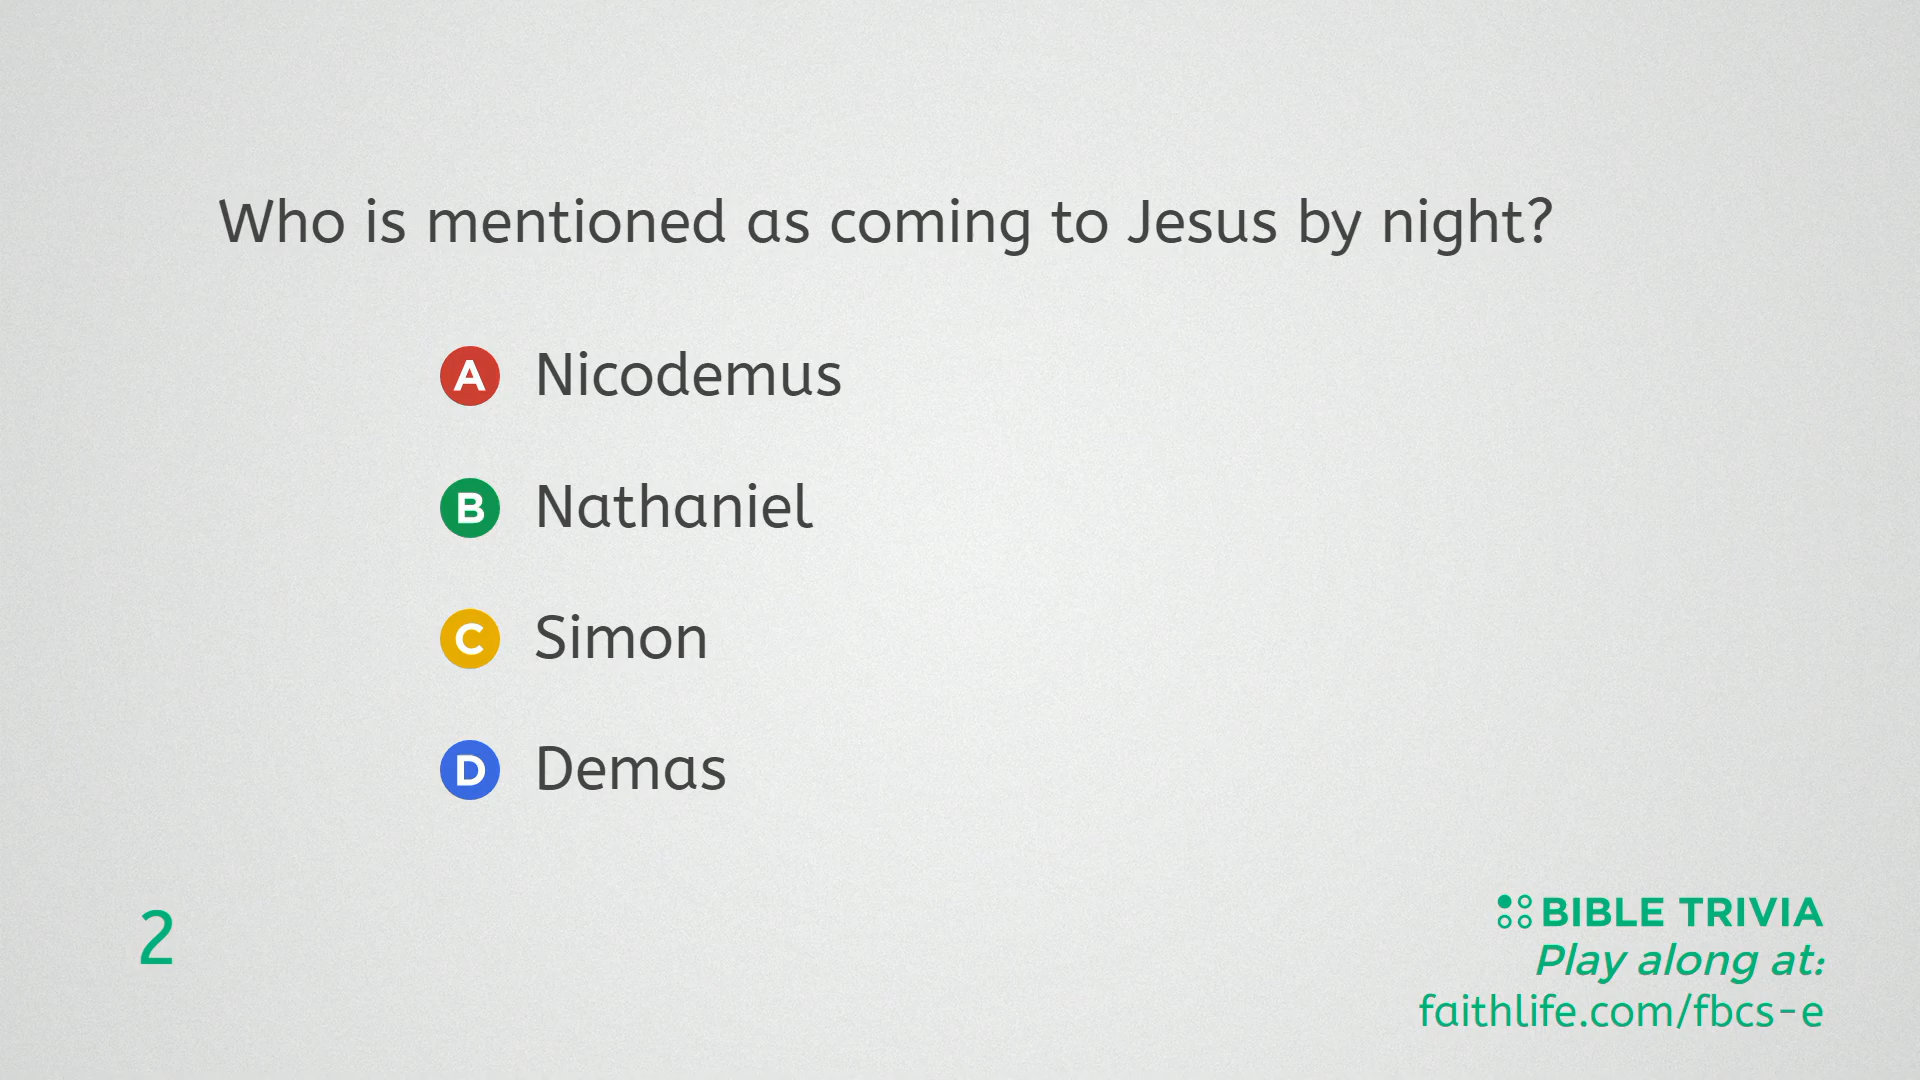 Who is mentioned as coming to Jesus by night?
A Nicodemus
B Nathaniel
C Simon
D Demas
2
BIBLE TRIVIA
Play along at:
faithlife.com/fbcs-e